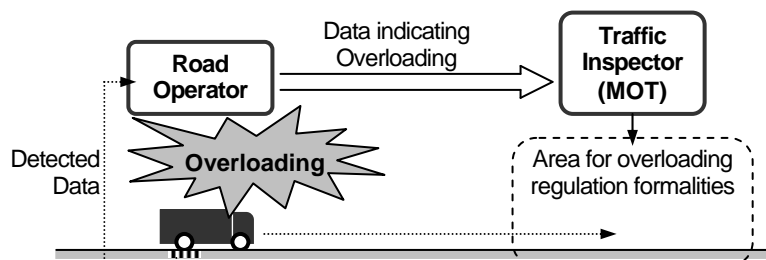 Road
Operator
Data indicating
Overloading
Traffic
Inspector
(MOT)
Detected
Data
Overloading
Area for overloading
regulation formalities